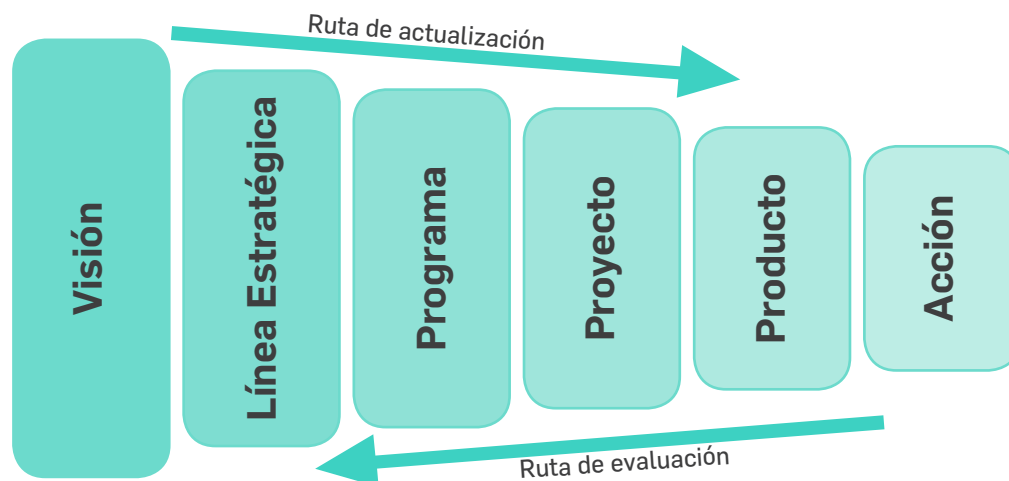 Ruta de actualización
Visión
Línea Estratégica
Programa
Proyecto
Producto
Acción
Ruta de evaluación